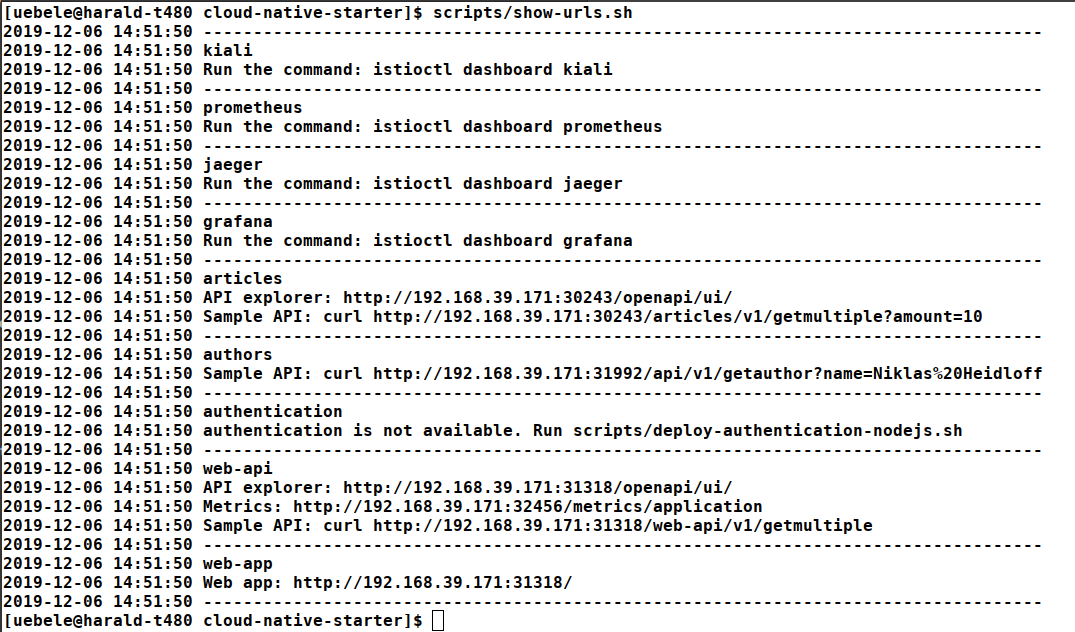 [uebele@harald-t480 cloud-native-starter]$ scripts/show-urls.sh
2019-12-06 14:51:50 ------------------------------------------------------------------------------------
2019-12-06 14:51:50 kiali
2019-12-06 14:51:50 Run the command: istioctl dashboard kiali
2019-12-06 14:51:50 ------------------------------------------------------------------------------------
2019-12-06 14:51:50 prometheus
2019-12-06 14:51:50 Run the command: istioctl dashboard prometheus
2019-12-06 14:51:50 ------------------------------------------------------------------------------------
2019-12-06 14:51:50 jaeger
2019-12-06 14:51:50 Run the command: istioctl dashboard jaeger
2019-12-06 14:51:50 ------------------------------------------------------------------------------------
2019-12-06 14:51:50 grafana
2019-12-06 14:51:50 Run the command: istioctl dashboard grafana
2019-12-06 14:51:50 ------------------------------------------------------------------------------------
2019-12-06 14:51:50 articles
2019-12-06 14:51:50 API explorer: http://192.168.39.171:30243/openapi/ui/
2019-12-06 14:51:50 Sample API: curl http://192.168.39.171:30243/articles/v1/getmultiple?amount=10
2019-12-06 14:51:50 ------------------------------------------------------------------------------------
2019-12-06 14:51:50 authors
2019-12-06 14:51:50 Sample API: curl http://192.168.39.171:31992/api/v1/getauthor?name=Niklas%20Heidloff
2019-12-06 14:51:50 ------------------------------------------------------------------------------------
2019-12-06 14:51:50 authentication
2019-12-06 14:51:50 authentication is not available. Run scripts/deploy-authentication-nodejs.sh
2019-12-06 14:51:50 ------------------------------------------------------------------------------------
2019-12-06 14:51:50 web-api
2019-12-06 14:51:50 API explorer: http://192.168.39.171:31318/openapi/ui/
2019-12-06 14:51:50 Metrics: http://192.168.39.171:32456/metrics/application
2019-12-06 14:51:50 Sample API: curl http://192.168.39.171:31318/web-api/v1/getmultiple
2019-12-06 14:51:50 ------------------------------------------------------------------------------------
2019-12-06 14:51:50 web-app
2019-12-06 14:51:50 Web app: http://192.168.39.171:31318/
2019-12-06 14:51:50 ------------------------------------------------------------------------------------
[uebele@harald-t480 cloud-native-starter]$